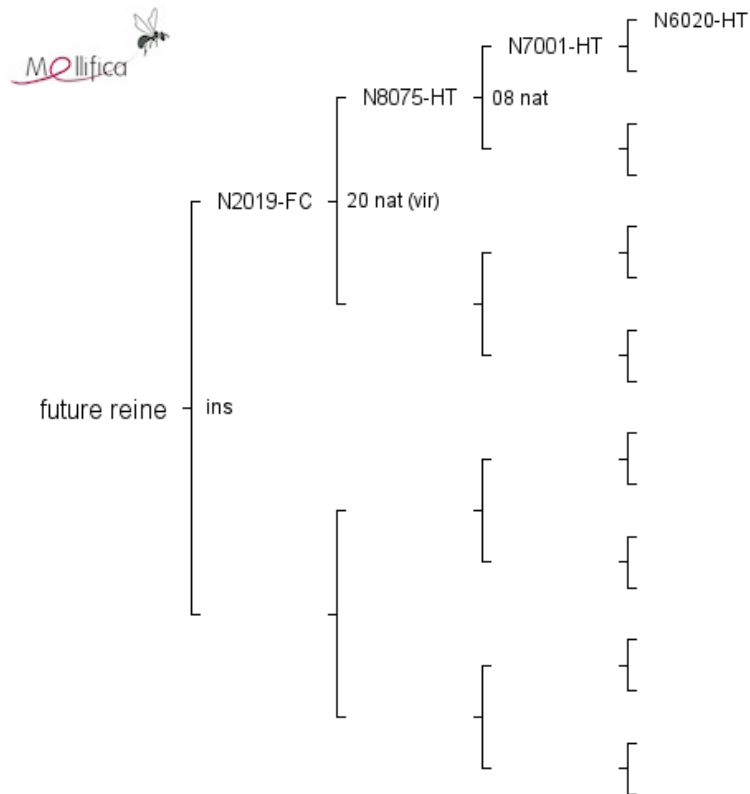 Mellifica
N6020-HT
N7001-HT
N8075-HT
08 nat
N2019-FC
20 nat (vir)
future reine
ins